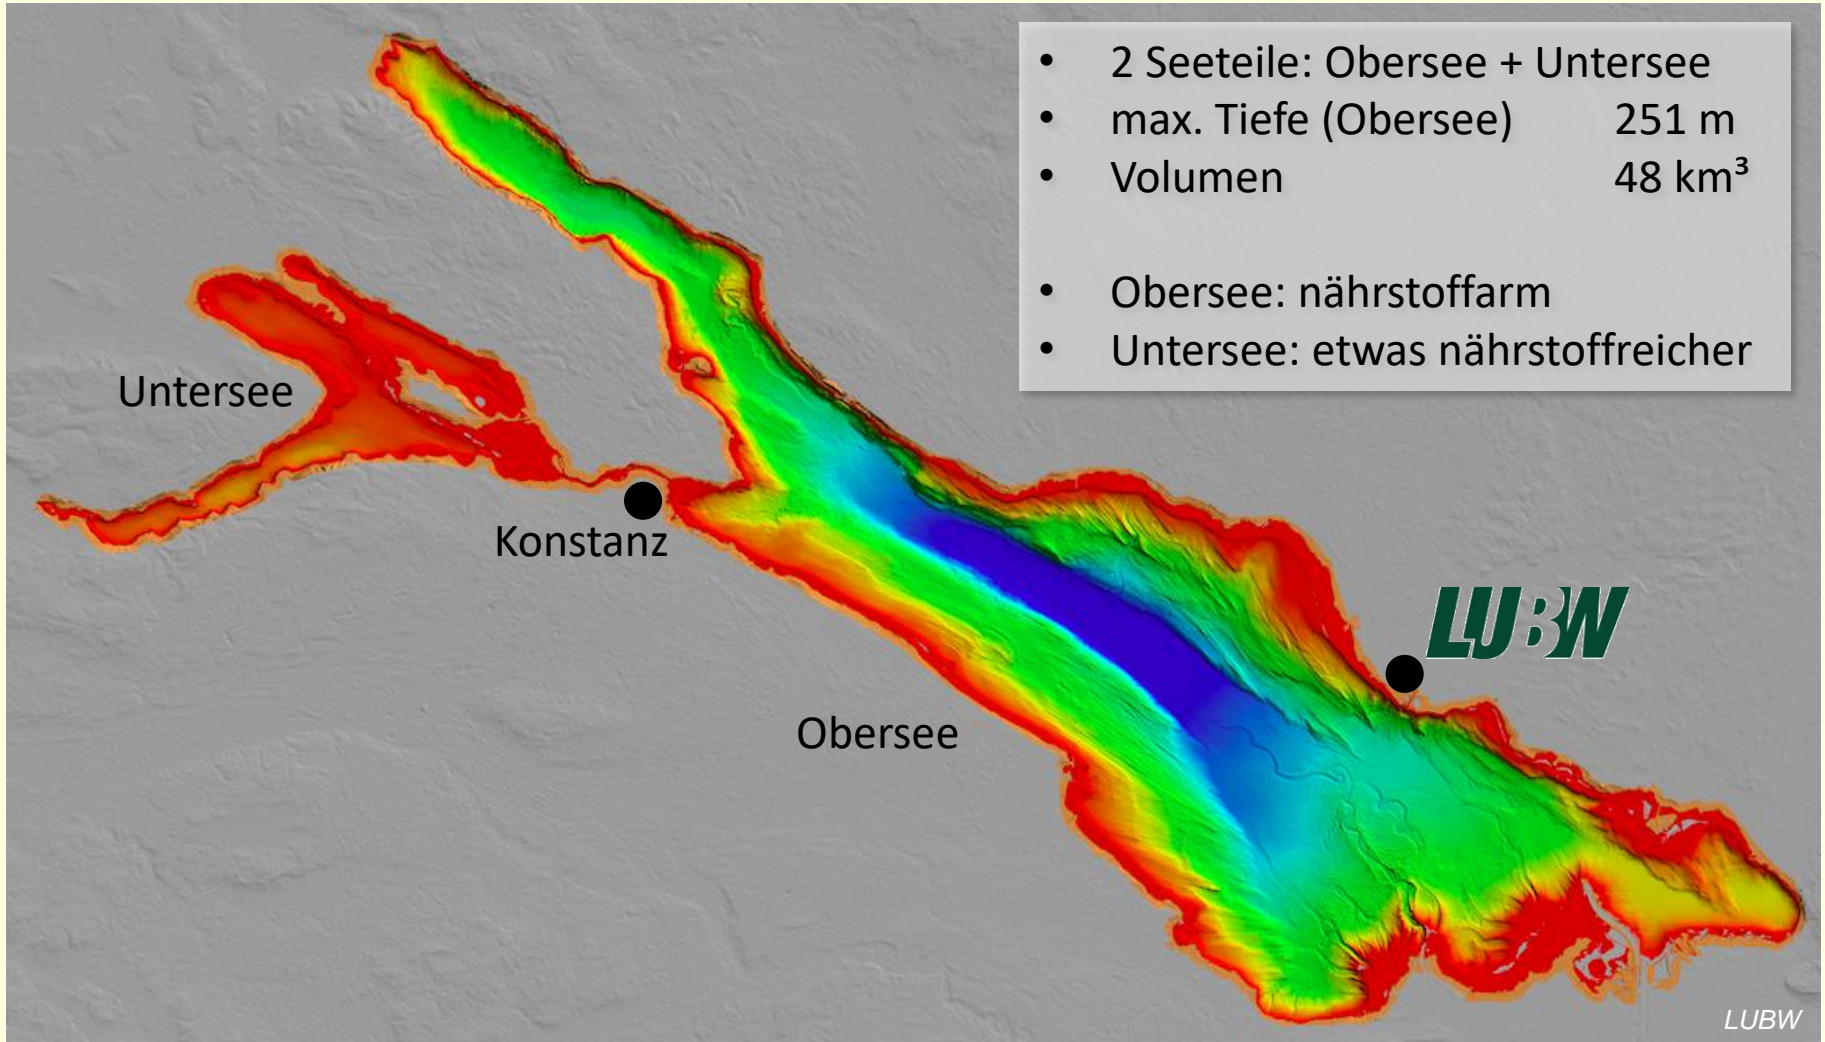 • 2 Seeteile: Obersee + Untersee
• max. Tiefe (Obersee) 251 m
• Volumen 48 km³
• Obersee: nährstoffarm
• Untersee: etwas nährstoffreicher
Untersee
Konstanz
LUBW
Obersee
LUBW